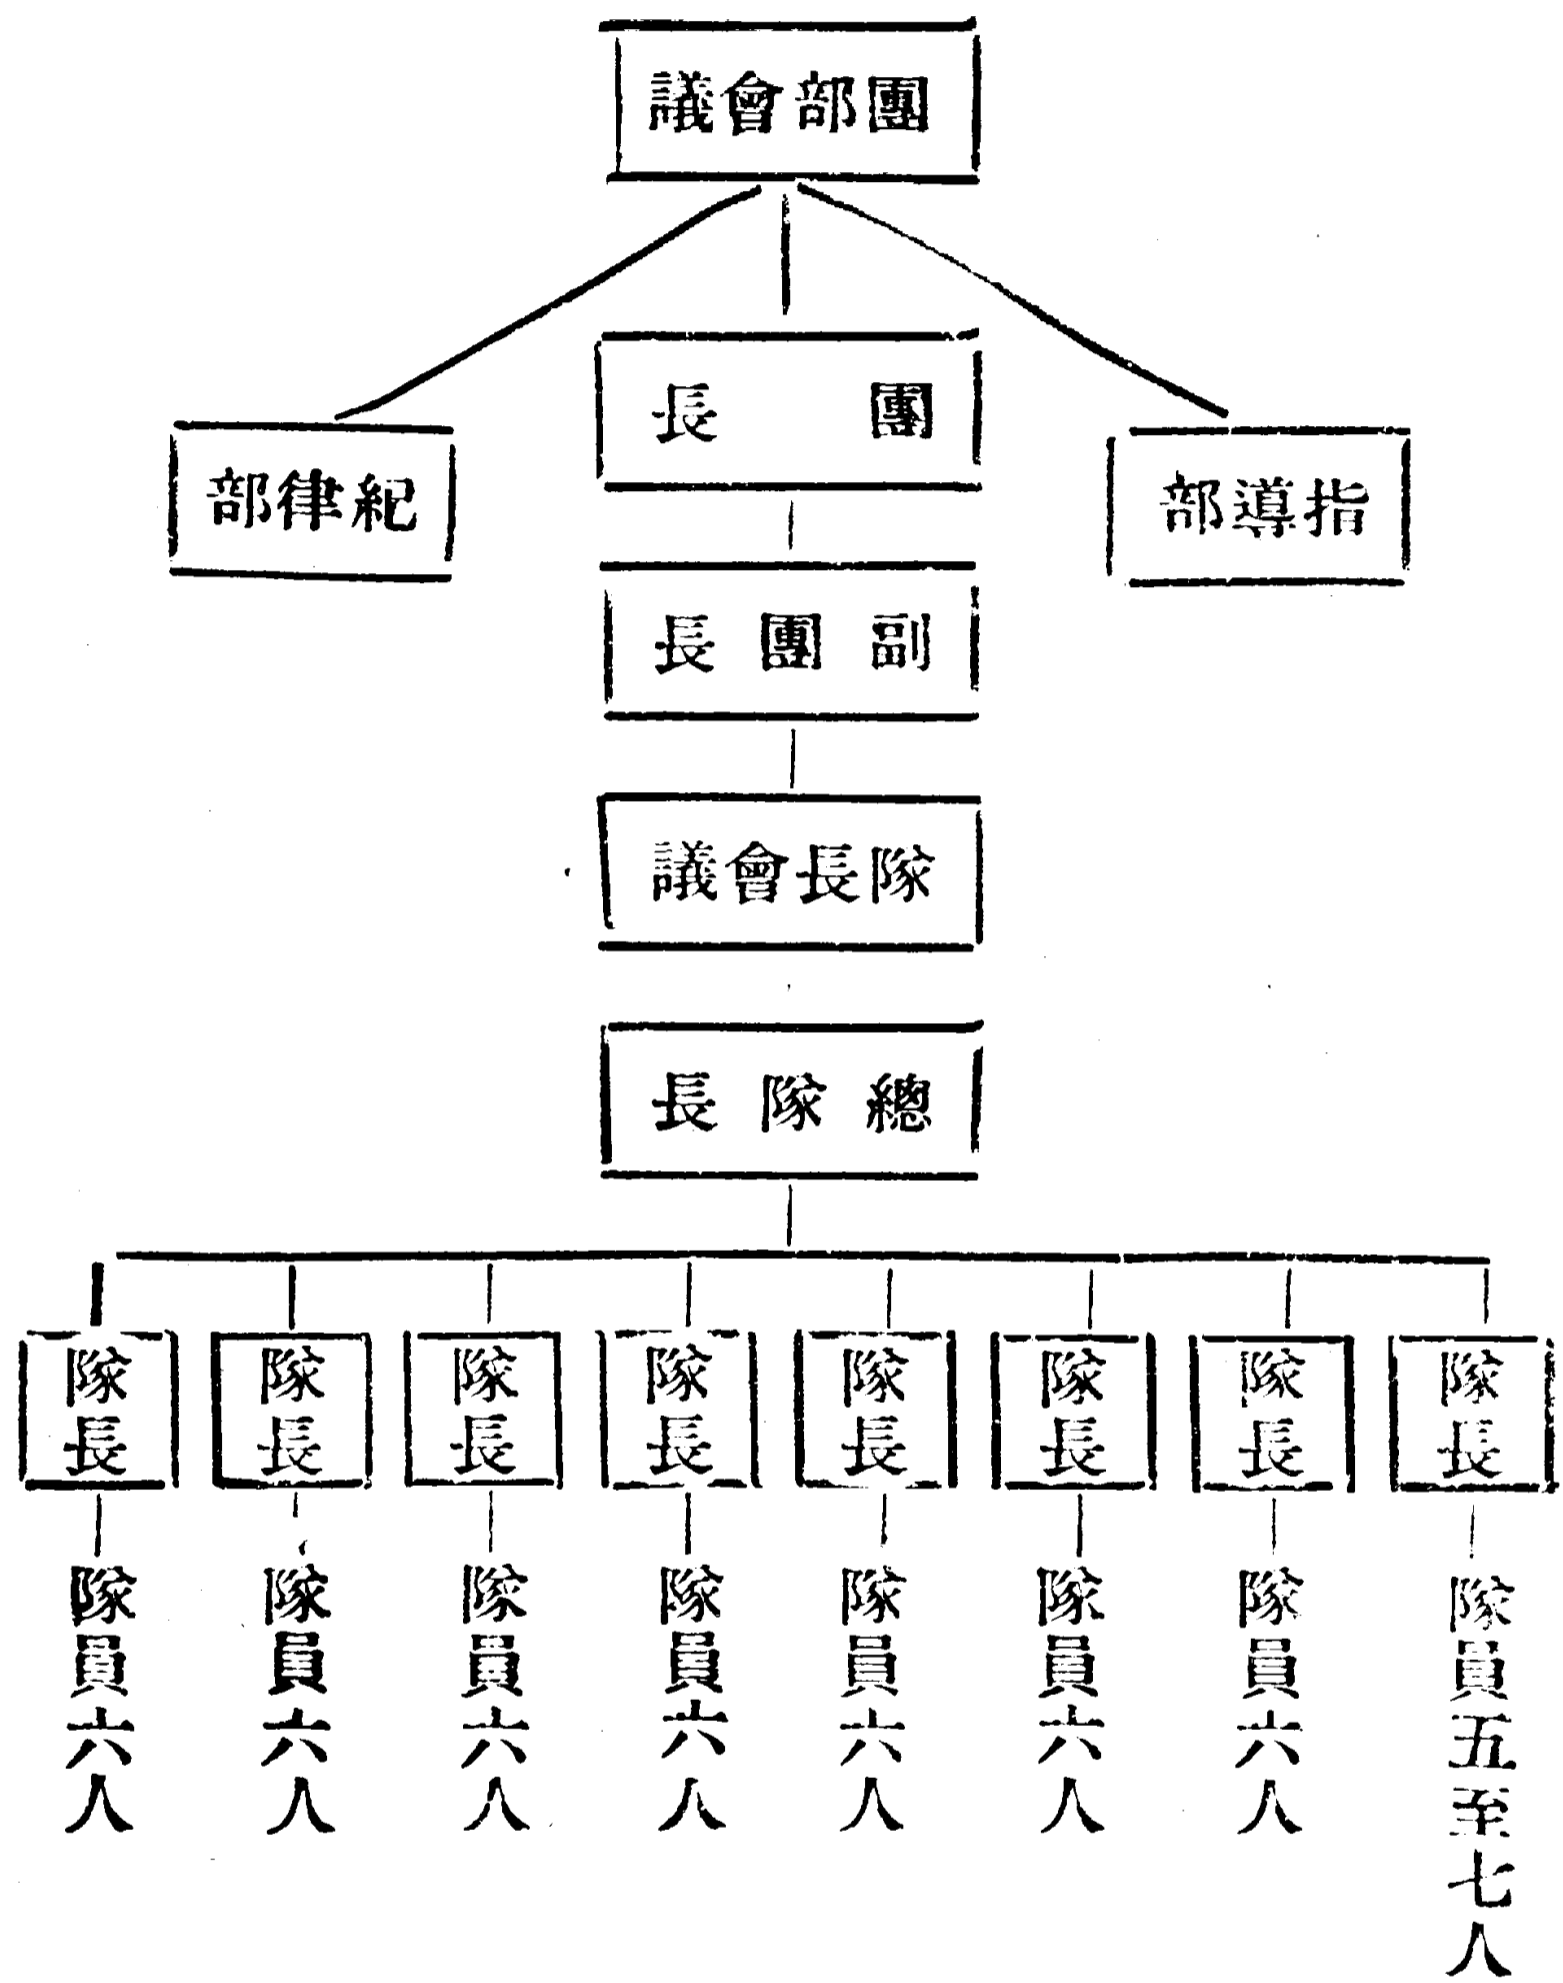 團部會議
團長
指導部
紀律部
副團長
隊長會議
總隊長
隊長
隊長
隊長
隊長
隊長
隊長
隊長
隊長
隊員五至七人
隊員六人
隊員六人
隊員六人
隊員六人
隊員六人
隊員六人
隊員六人